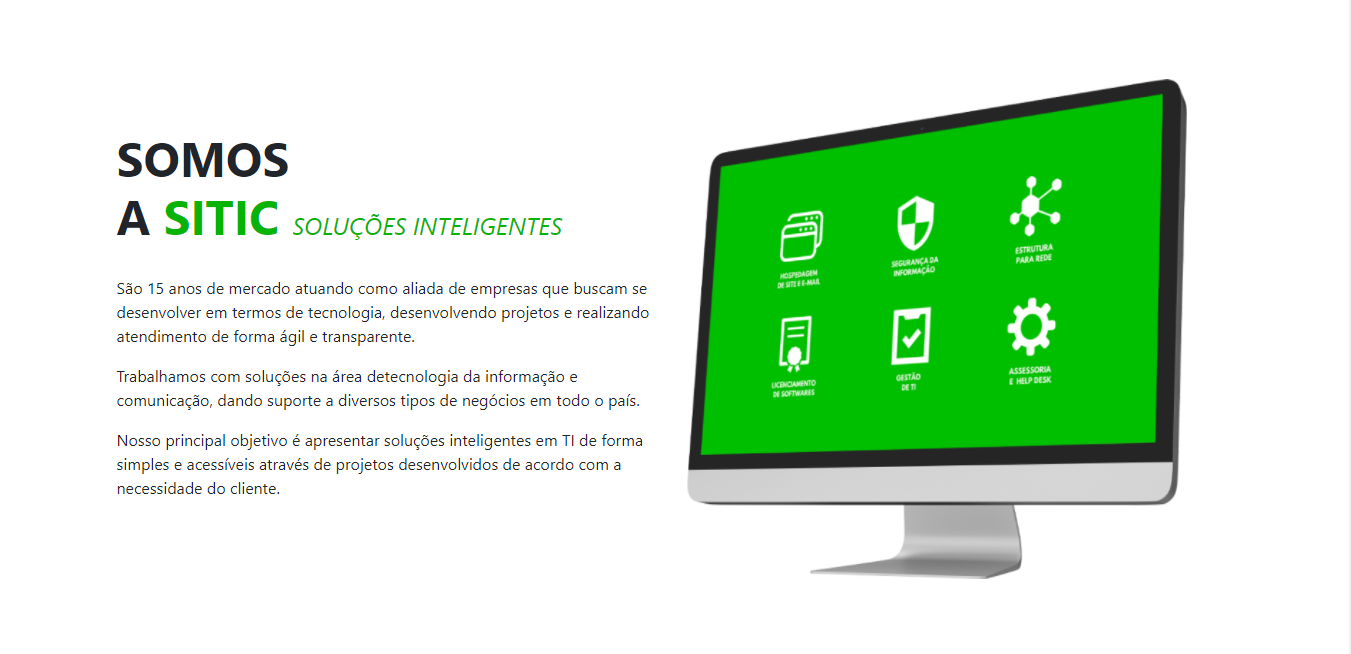 SOMOS
A SITIC SOLUÇÕES INTELIGENTES
São 15 anos de mercado atuando como aliada de empresas que buscam se
desenvolver em termos de tecnologia, desenvolvendo projetos e realizando
atendimento de forma ágil e transparente.
Trabalhamos com soluções na área detecnologia da informação e
comunicação, dando suporte a diversos tipos de negócios em todo o país.
Nosso principal objetivo é apresentar soluções inteligentes em TI de forma
simples e acessíveis através de projetos desenvolvidos de acordo com a
necessidade do cliente.
HOSPEDAGEM
DE SITE E E-MAIL
SEGURANÇA DA
INFORMAÇÃO
ESTRUTURA
PARA REDE
LICENCIAMENTO
DE SOFTWARES
GESTÃO
DE TI
ASSESSORIA
E HELP DESK